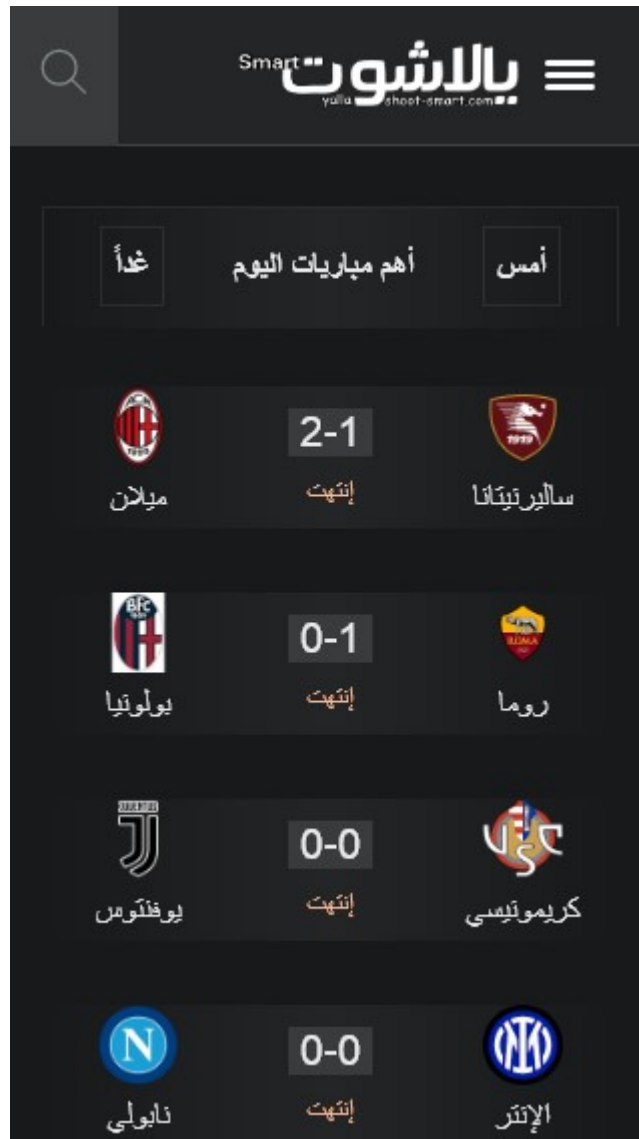 يالاشوت Smart
yalla shoot-smart.com
أمس أهم مباريات اليوم غداً
2-1
ساليرنيتانا إنتهت ميلان
0-1
روما إنتهت بولونيا
0-0
كريمونيسي إنتهت يوفنتوس
0-0
الإنتر إنتهت نابولي